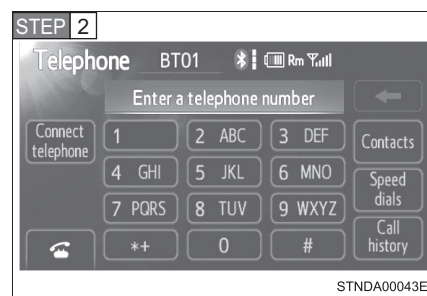 STEP 2
Telephone BT01 Rm
Enter a telephone number
Connect telephone
1
2 ABC
3 DEF
Contacts
4 GHI
5 JKL
6 MNO
Speed dials
7 PQRS
8 TUV
9 WXYZ
Call history
*+
0
#
STNDA00043E